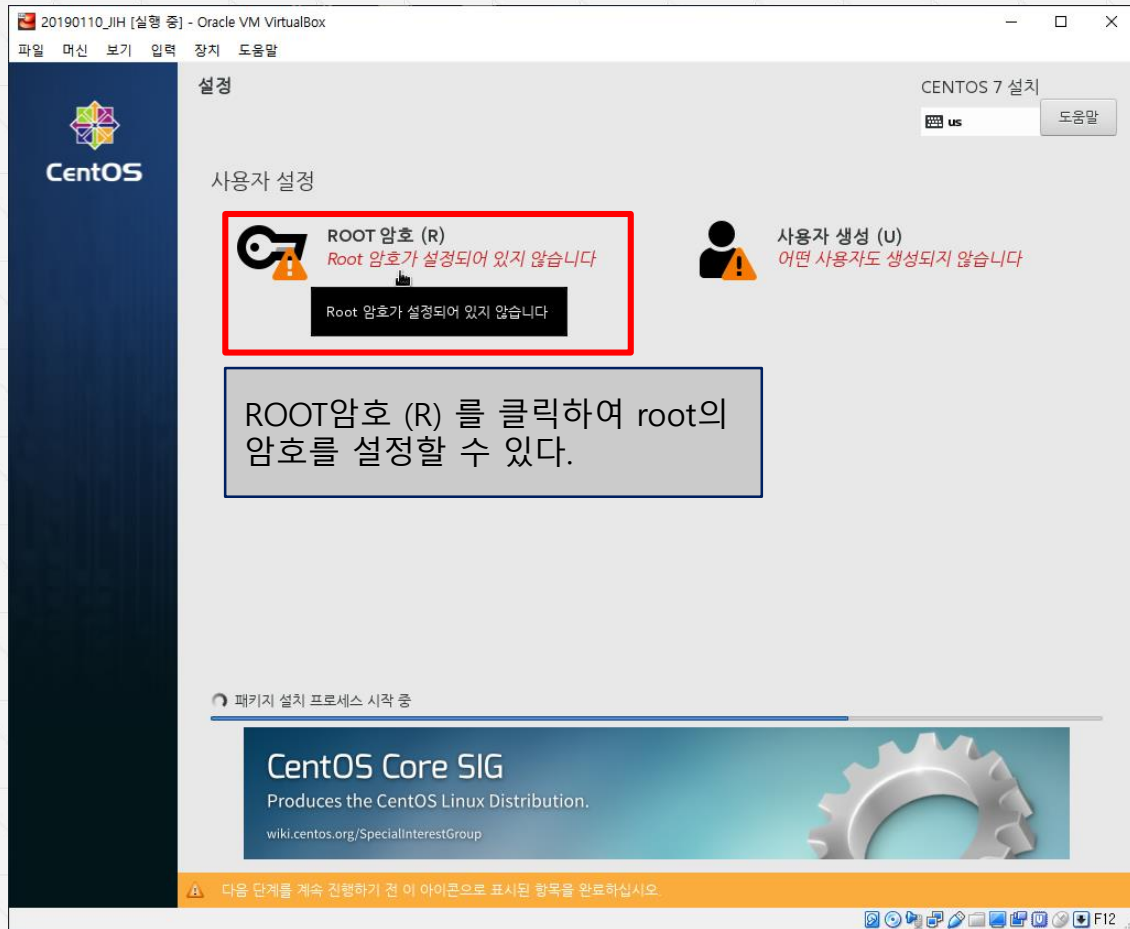 20190110_JIH [실행 중] - Oracle VM VirtualBox
파일 머신 보기 입력 장치 도움말
설정
CENTOS 7 설치
us
도움말
CentOS
사용자 설정
ROOT 암호 (R)
Root 암호가 설정되어 있지 않습니다
사용자 생성 (U)
어떤 사용자도 생성되지 않습니다
Root 암호가 설정되어 있지 않습니다
ROOT암호 (R) 를 클릭하여 root의
암호를 설정할 수 있다.
패키지 설치 프로세스 시작 중
CentOS Core SIG
Produces the CentOS Linux Distribution.
wiki.centos.org/SpecialInterestGroup
다음 단계를 계속 진행하기 전 이 아이콘으로 표시된 항목을 완료하십시오.
F12